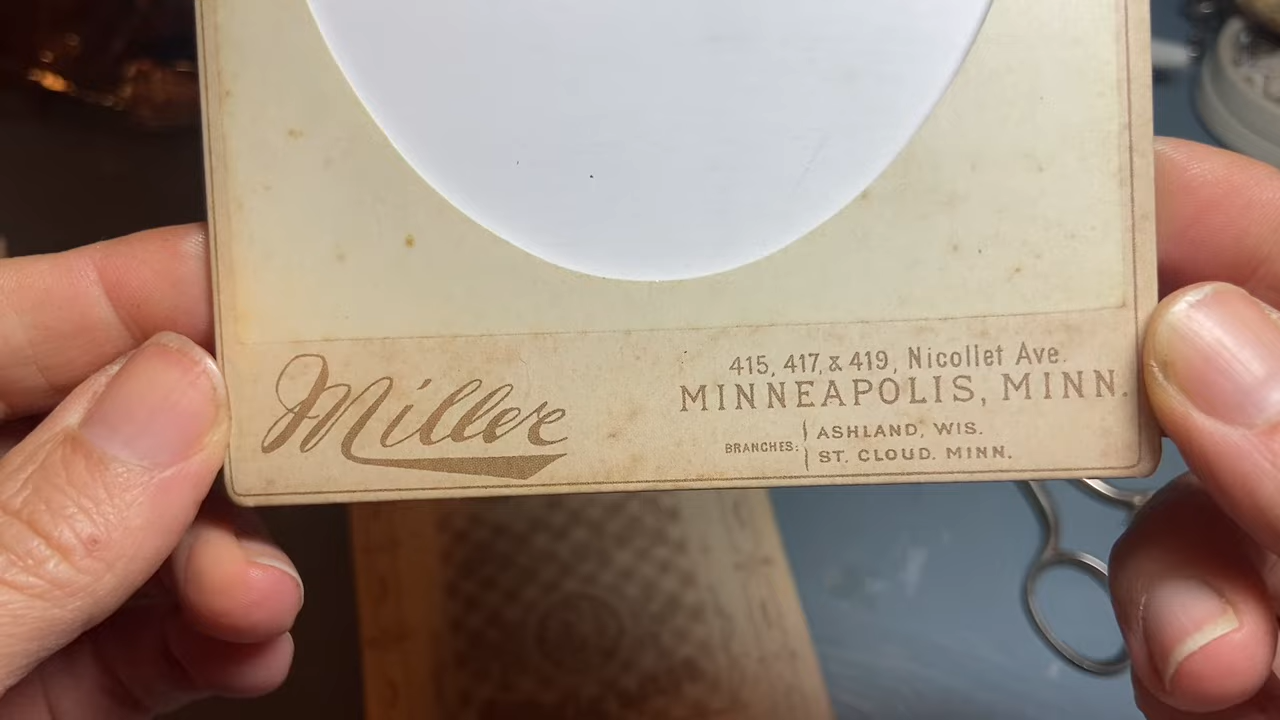 Miller
415, 417, & 419, Nicollet Ave.
MINNEAPOLIS, MINN.
BRANCHES: ASHLAND, WIS.
ST. CLOUD. MINN.